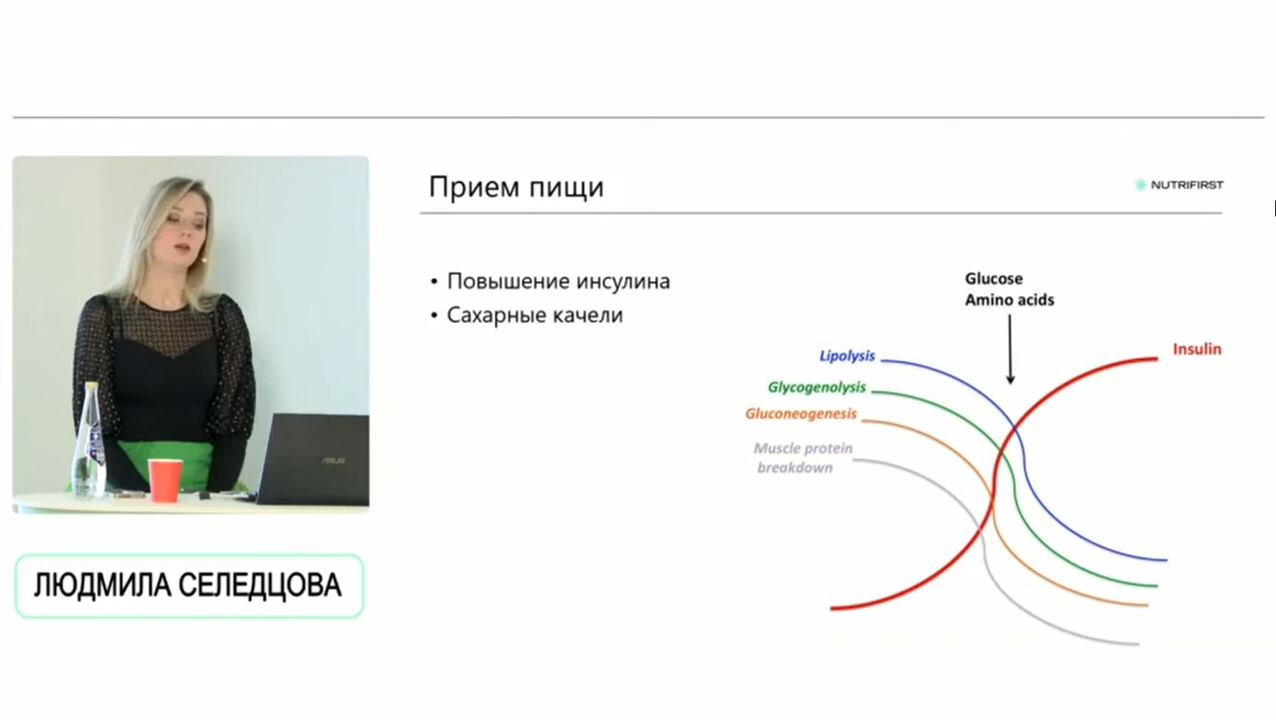 Прием пищи
NUTRIFIRST
• Повышение инсулина
• Сахарные качели
Glucose
Amino acids
Insulin
Lipolysis
Glycogenolysis
Gluconeogenesis
Muscle protein
breakdown
ASUS
ЛЮДМИЛА СЕЛЕДЦОВА